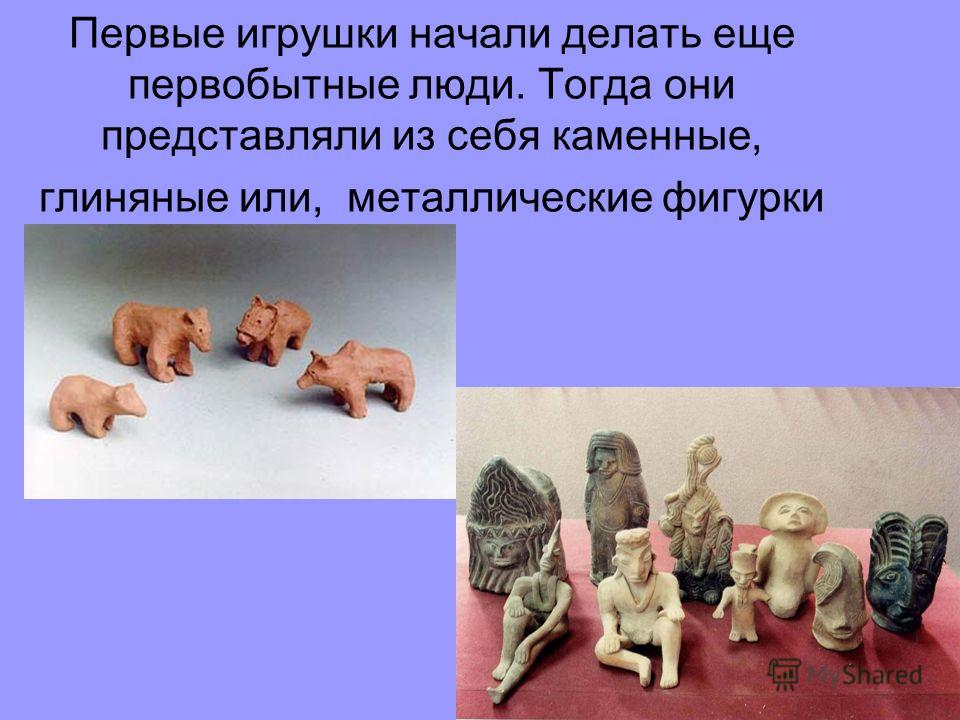 Первые игрушки начали делать еще
первобытные люди. Тогда они
представляли из себя каменные,
глиняные или, металлические фигурки
MyShared